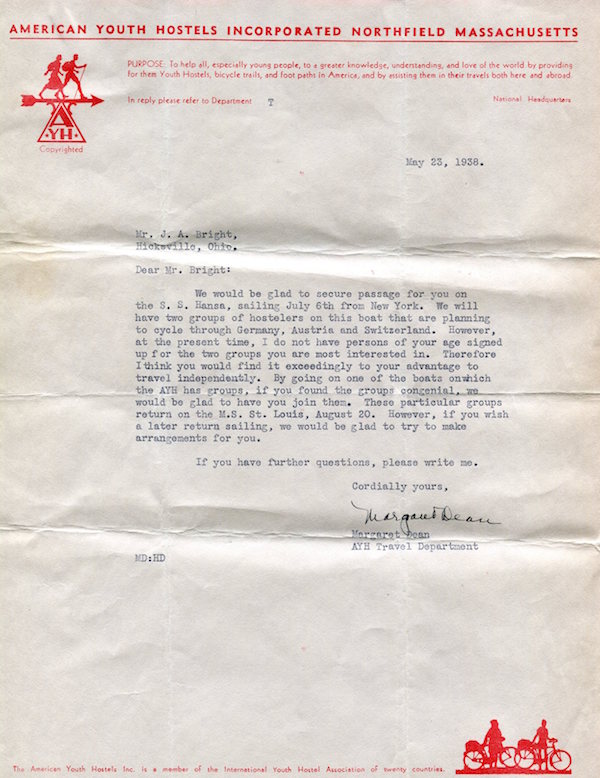 AMERICAN YOUTH HOSTELS INCORPORATED NORTHFIELD MASSACHUSETTS
PURPOSE: To help all, especially young people, to a greater knowledge, understanding, and love of the world by providing
for them Youth Hostels, bicycle trails, and foot paths in America, and by assisting them in their travels both here and abroad.
In reply please refer to Department T
National Headquarters
A
YH
Copyrighted
May 23, 1938.
Mr. J. A. Bright,
Hicksville, Ohio.
Dear Mr. Bright:
We would be glad to secure passage for you on
the S. S. Hansa, sailing July 6th from New York. We will
have two groups of hostelers on this boat that are planning
to cycle through Germany, Austria and Switzerland. However,
at the present time, I do not have persons of your age signed
up for the two groups you are most interested in. Therefore
I think you would find it exceedingly to your advantage to
travel independently. By going on one of the boats onwhich
the AYH has groups, if you found the groups congenial, we
would be glad to have you join them. These particular groups
return on the M.S. St. Louis, August 20. However, if you wish
a later return sailing, we would be glad to try to make
arrangements for you.
If you have further questions, please write me.
Cordially yours,
Margaret Dean
Margaret Dean
AYH Travel Department
MD:HD
The American Youth Hostels Inc. is a member of the International Youth Hostel Association of twenty countries.